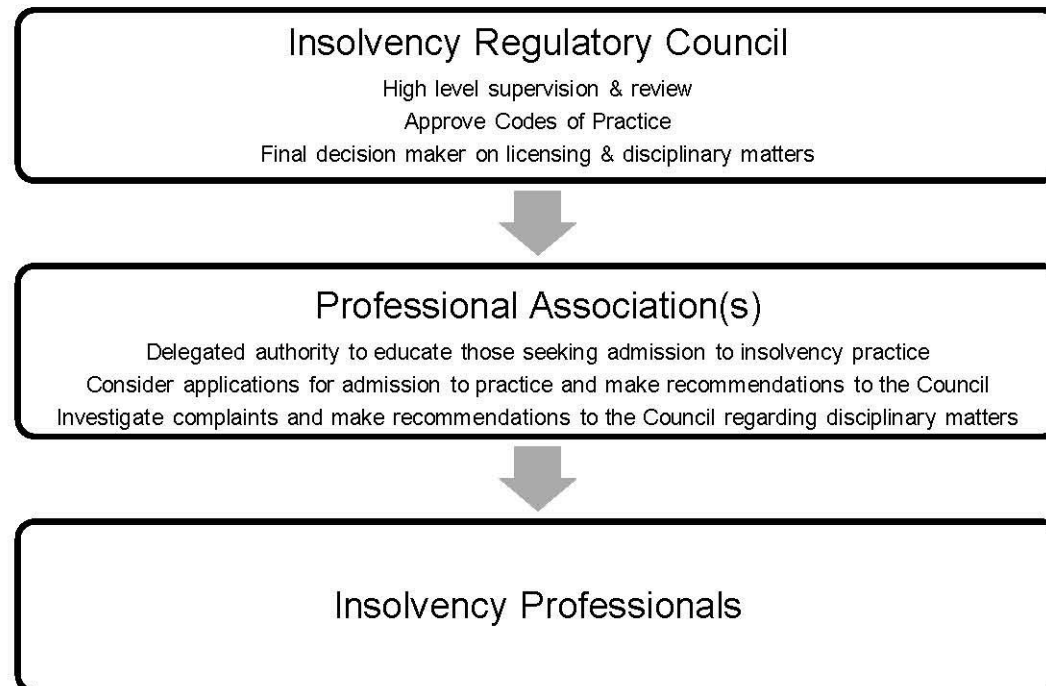 Insolvency Regulatory Council
High level supervision & review
Approve Codes of Practice
Final decision maker on licensing & disciplinary matters
Professional Association(s)
Delegated authority to educate those seeking admission to insolvency practice
Consider applications for admission to practice and make recommendations to the Council
Investigate complaints and make recommendations to the Council regarding disciplinary matters
Insolvency Professionals